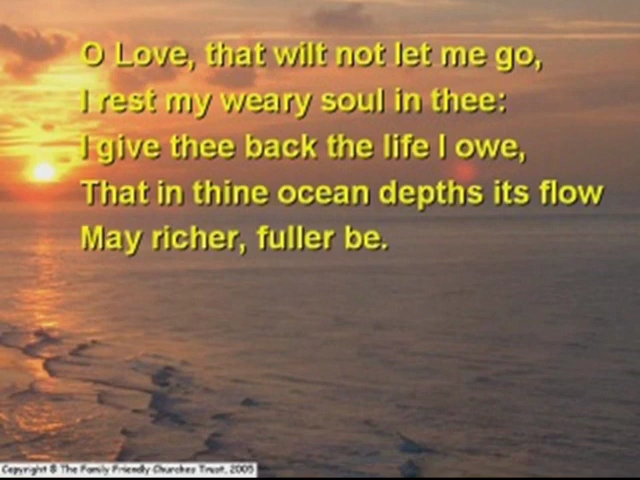 O Love, that wilt not let me go,
I rest my weary soul in thee:
I give thee back the life I owe,
That in thine ocean depths its flow
May richer, fuller be.
Copyright © The Family Friendly Churches Trust, 2005